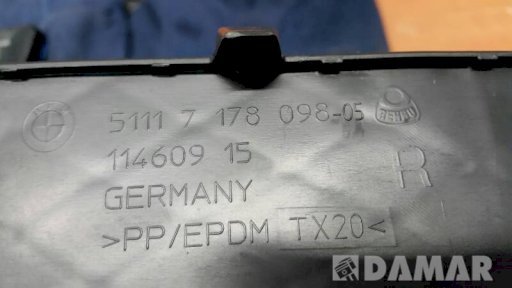 5111 7 178 098-05
114609 15
R
GERMANY
>PP/EPDM TX20<
DAMAR